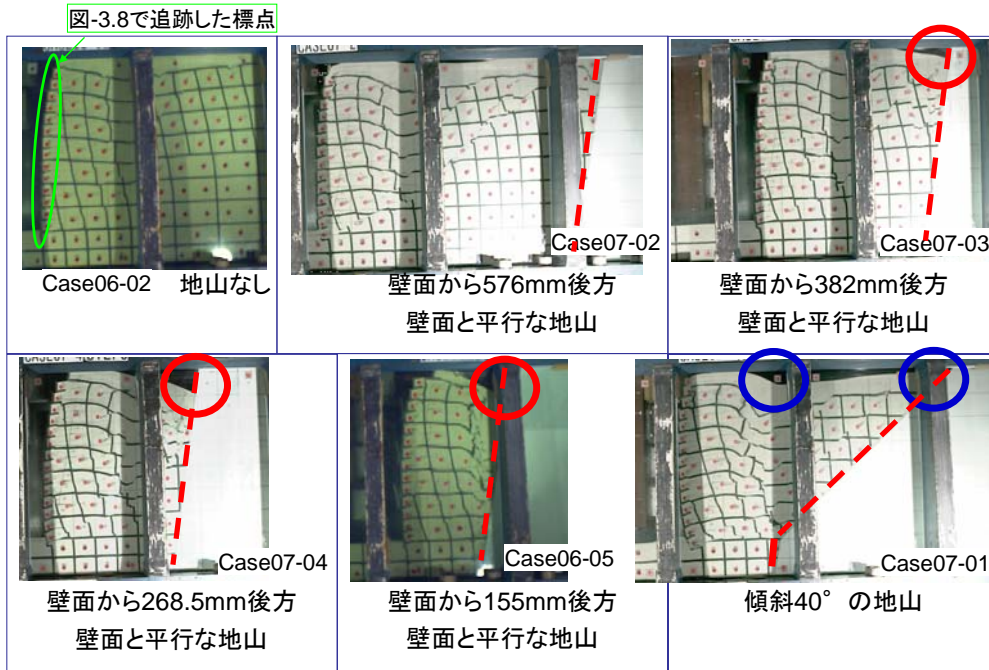 図-3.8で追跡した標点
Case06-02 地山なし
Case07-02
壁面から576mm後方
壁面と平行な地山
Case07-03
壁面から382mm後方
壁面と平行な地山
Case07-04
壁面から268.5mm後方
壁面と平行な地山
Case06-05
壁面から155mm後方
壁面と平行な地山
Case07-01
傾斜40° の地山